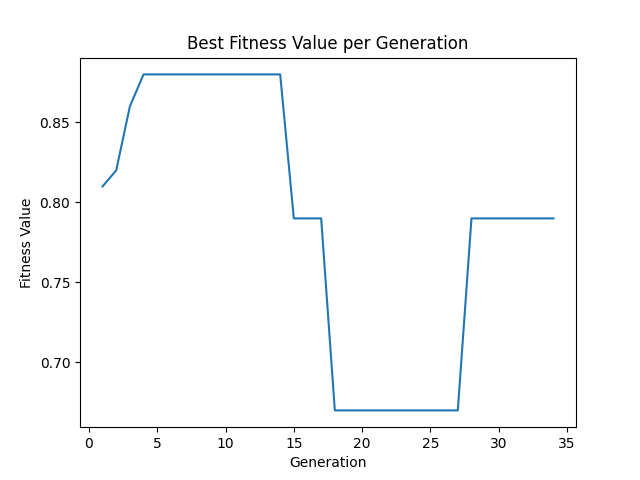 Best Fitness Value per Generation
0.85
0.80
0.75
0.70
Fitness Value
0 5 10 15 20 25 30 35
Generation